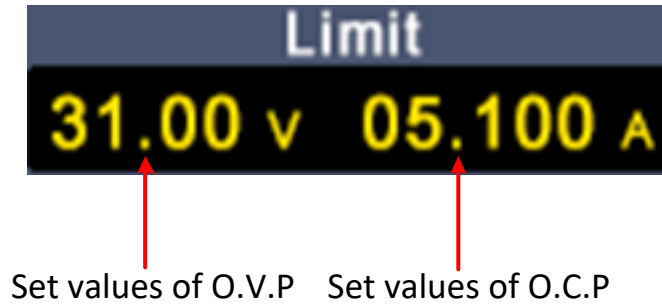 Limit
31.00 V 05.100 A
Set values of O.V.P Set values of O.C.P